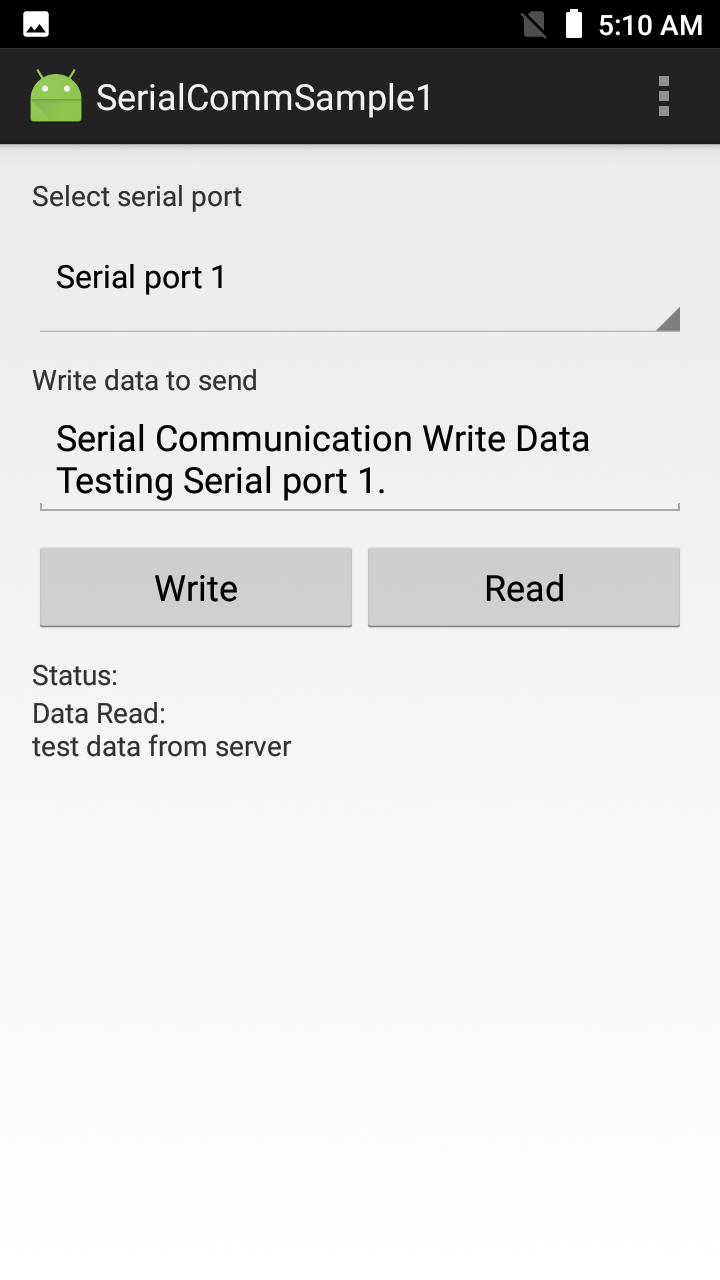 5:10 AM
SerialCommSample1
Select serial port
Serial port 1
Write data to send
Serial Communication Write Data
Testing Serial port 1.
Write
Read
Status:
Data Read:
test data from server